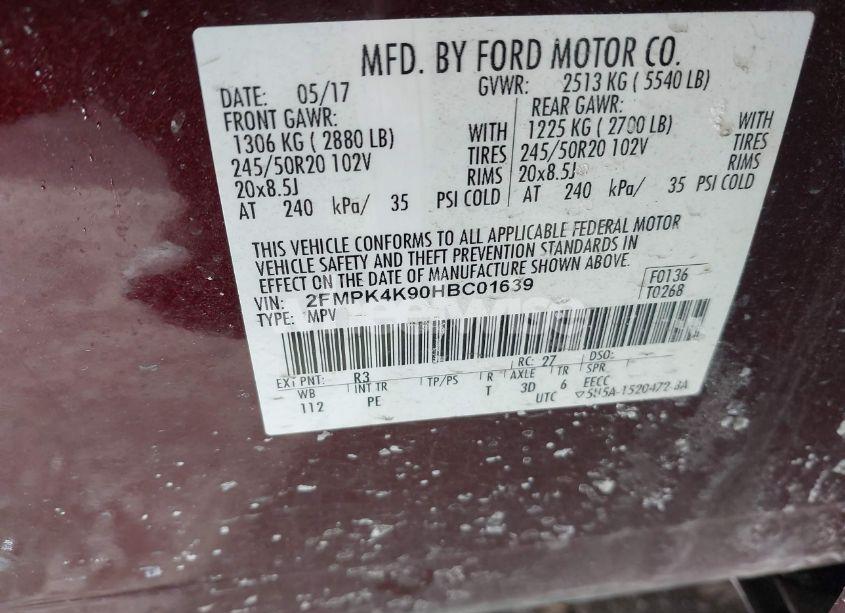 MFD. BY FORD MOTOR CO.
DATE: 05/17 GVWR: 2513 KG ( 5540 LB)
FRONT GAWR: REAR GAWR:
1306 KG ( 2880 LB) WITH 1225 KG ( 2700 LB) WITH
245/50R20 102V TIRES 245/50R20 102V TIRES
20x8.5J RIMS 20x8.5J RIMS
AT 240 kPa/ 35 PSI COLD AT 240 kPa/ 35 PSI COLD
THIS VEHICLE CONFORMS TO ALL APPLICABLE FEDERAL MOTOR
VEHICLE SAFETY AND THEFT PREVENTION STANDARDS IN
EFFECT ON THE DATE OF MANUFACTURE SHOWN ABOVE.
VIN: 2FMPK4K90HBC01639 F0136
TYPE: MPV T0268
EXT PNT: R3 RC: 27 DSO:
WB INT TR TP/PS R AXLE TR SPR
112 PE T 3D 6 EECC
UTC